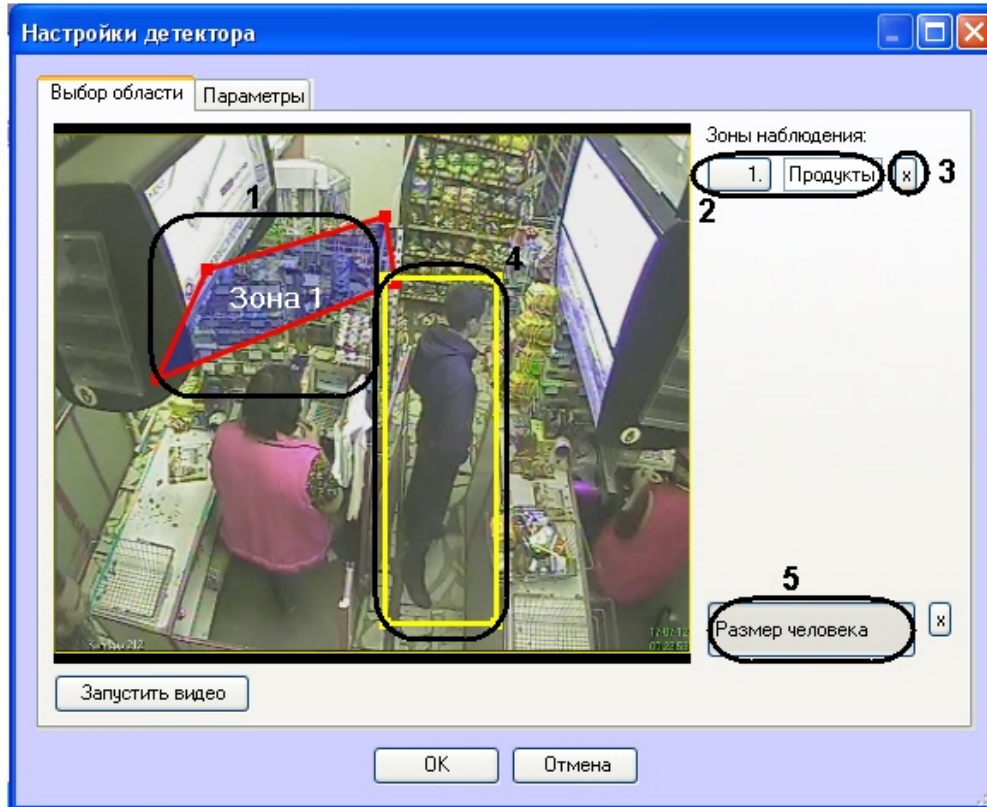 Настройки детектора
Выбор области
Параметры
Зоны наблюдения:
1
1.
Продукты
x
3
2
4
Зона 1
5
Размер человека
x
Запустить видео
OK
Отмена